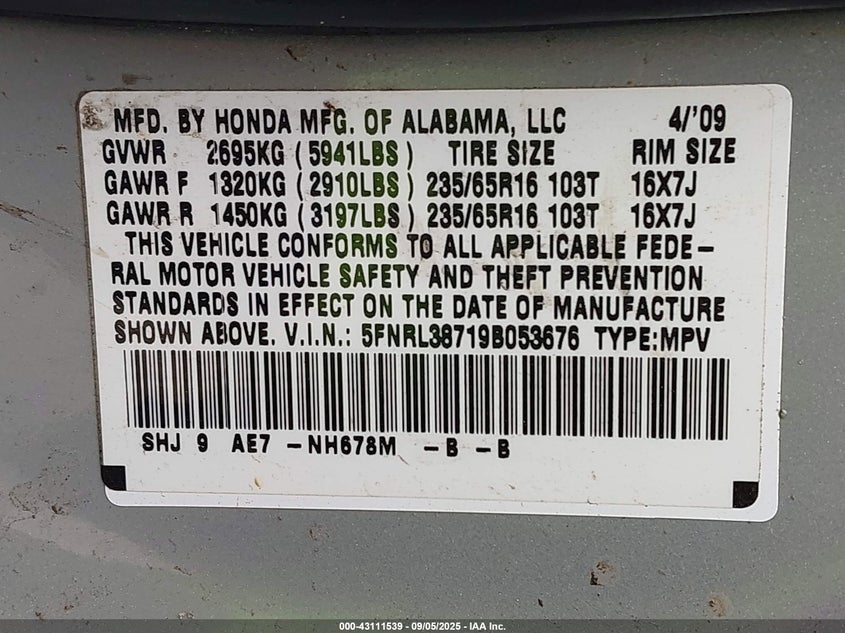 MFD. BY HONDA MFG. OF ALABAMA, LLC 4/'09
GVWR 2695KG (5941LBS) TIRE SIZE RIM SIZE
GAWR F 1320KG (2910LBS) 235/65R16 103T 16X7J
GAWR R 1450KG (3197LBS) 235/65R16 103T 16X7J
THIS VEHICLE CONFORMS TO ALL APPLICABLE FEDE-
RAL MOTOR VEHICLE SAFETY AND THEFT PREVENTION
STANDARDS IN EFFECT ON THE DATE OF MANUFACTURE
SHOWN ABOVE. V.I.N.: 5FNRL38719B053676 TYPE:MPV
SHJ 9 AE7 -NH678M -B -B
000-43111539 - 09/05/2025 - IAA Inc.